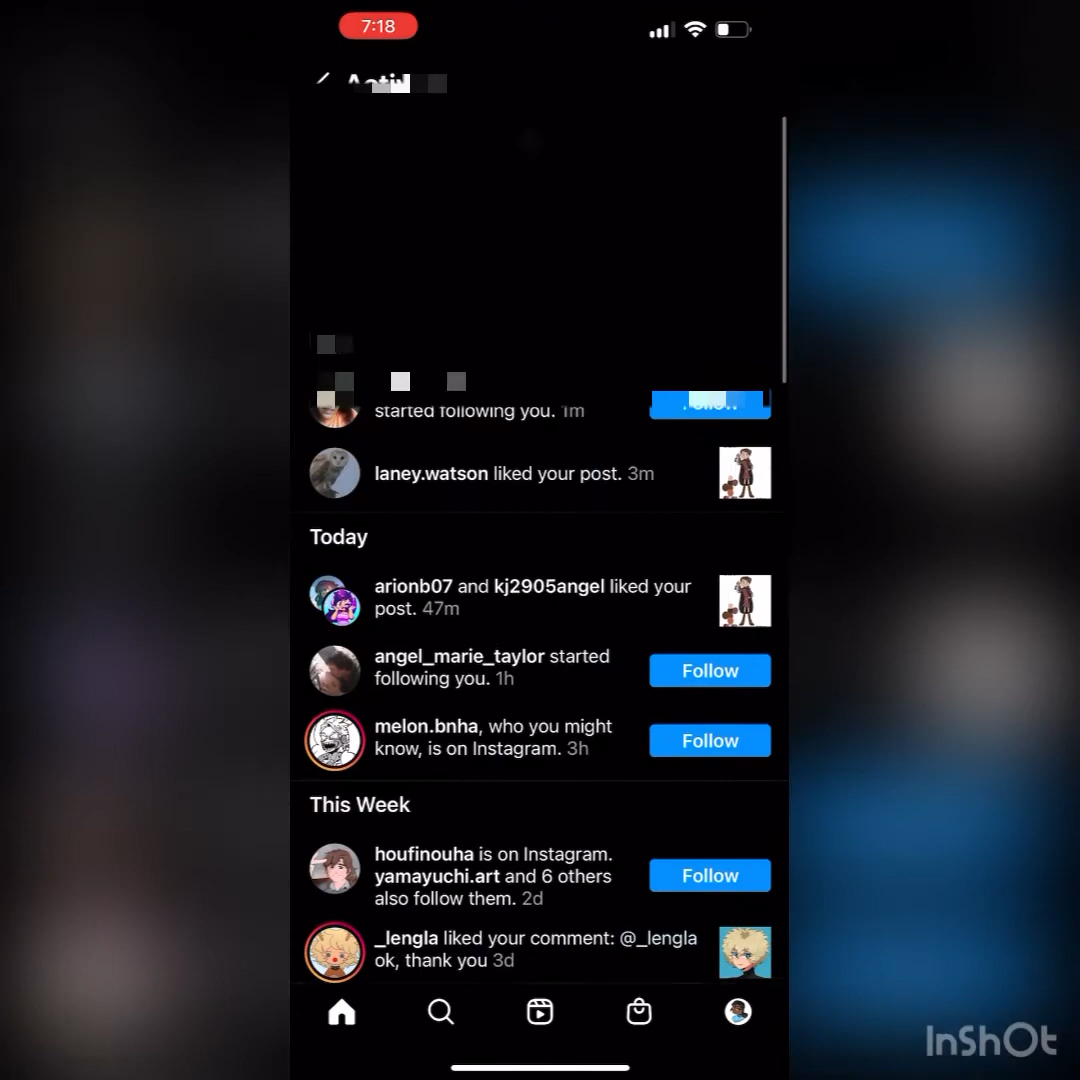 7:18
started following you. 1m
laney.watson liked your post. 3m
Today
arionb07 and kj2905angel liked your
post. 47m
angel_marie_taylor started
following you. 1h
Follow
melon.bnha, who you might
know, is on Instagram. 3h
Follow
This Week
houfinouha is on Instagram.
yamayuchi.art and 6 others
also follow them. 2d
Follow
_lengla liked your comment: @_lengla
ok, thank you 3d
InShOt